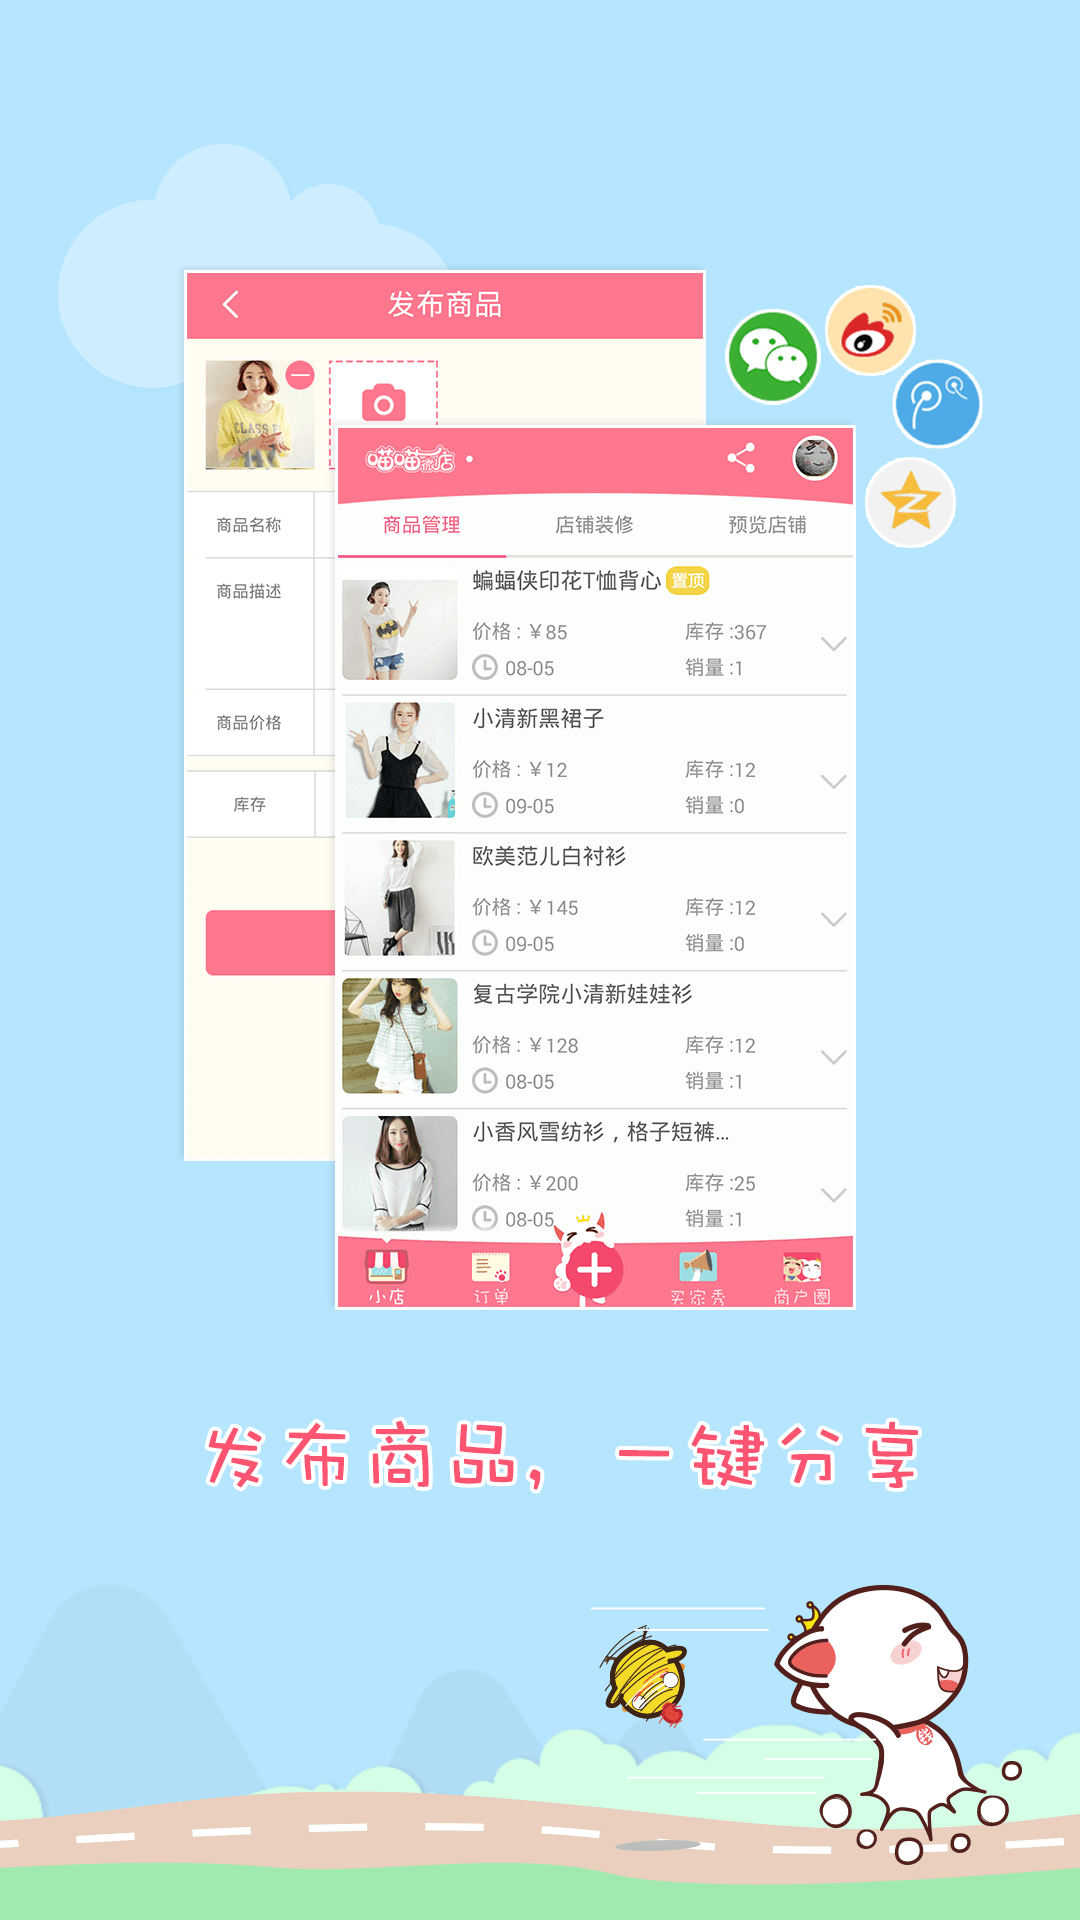 发布商品
CLASS
喵喵微店
商品名称
商品描述
商品价格
库存
商品管理 店铺装修 预览店铺
蝙蝠侠印花T恤背心 置顶
价格：￥85 库存 :367
08-05 销量 :1
小清新黑裙子
价格：￥12 库存 :12
09-05 销量 :0
欧美范儿白衬衫
价格：￥145 库存 :12
09-05 销量 :0
复古学院小清新娃娃衫
价格：￥128 库存 :12
08-05 销量 :1
小香风雪纺衫，格子短裤...
价格：￥200 库存 :25
08-05 销量 :1
小店 订单 买家秀 商户圈
发布商品，一键分享